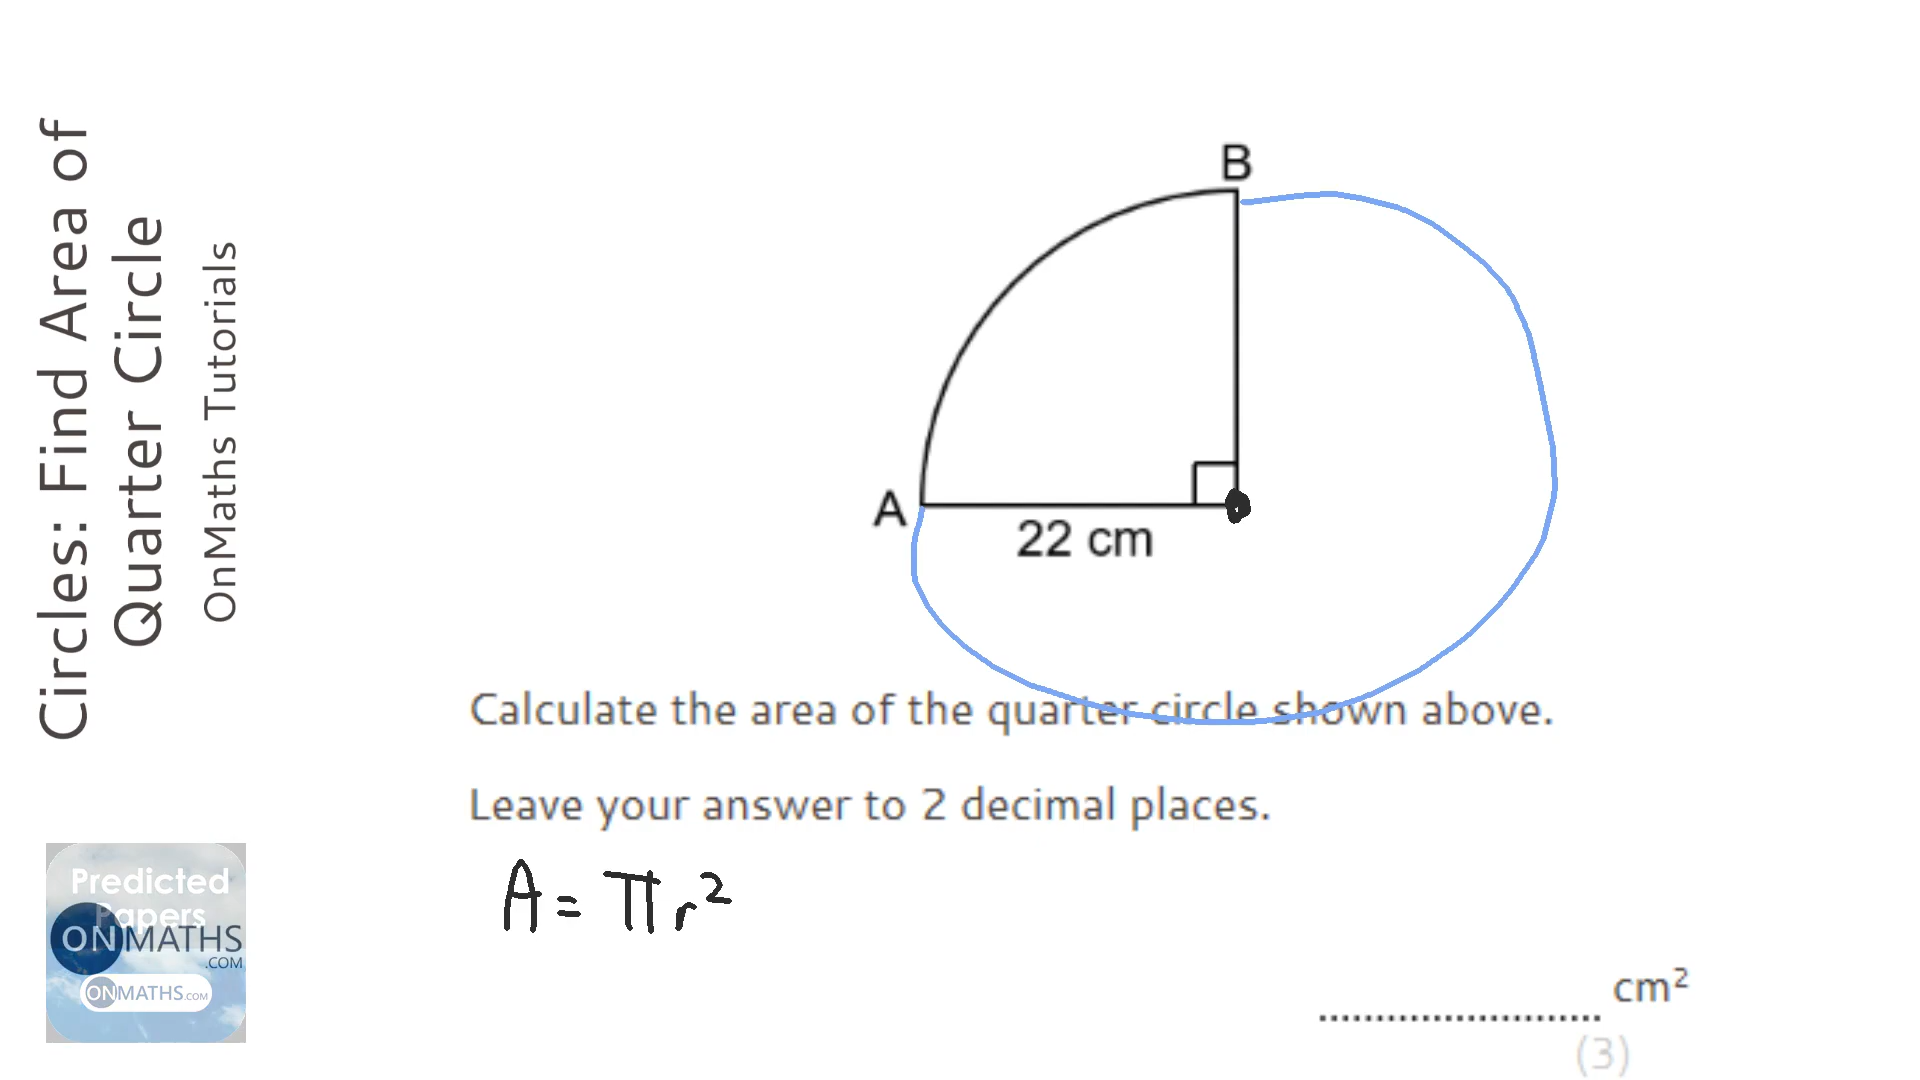 Circles: Find Area of
Quarter Circle
OnMaths Tutorials
B
A
22 cm
Calculate the area of the quarter circle shown above.
Leave your answer to 2 decimal places.
A = πr²
cm²
(3)
Predicted
Papers
ONMATHS
.COM
ONMATHS.COM